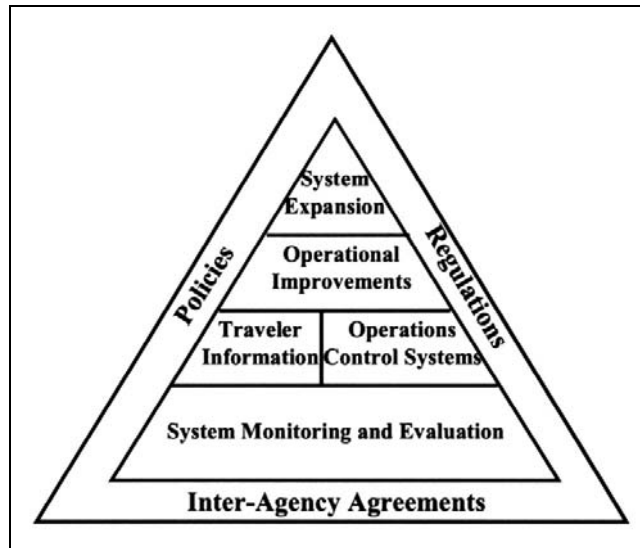 System
Expansion
Operational
Improvements
Policies
Regulations
Traveler
Information
Operations
Control Systems
System Monitoring and Evaluation
Inter-Agency Agreements